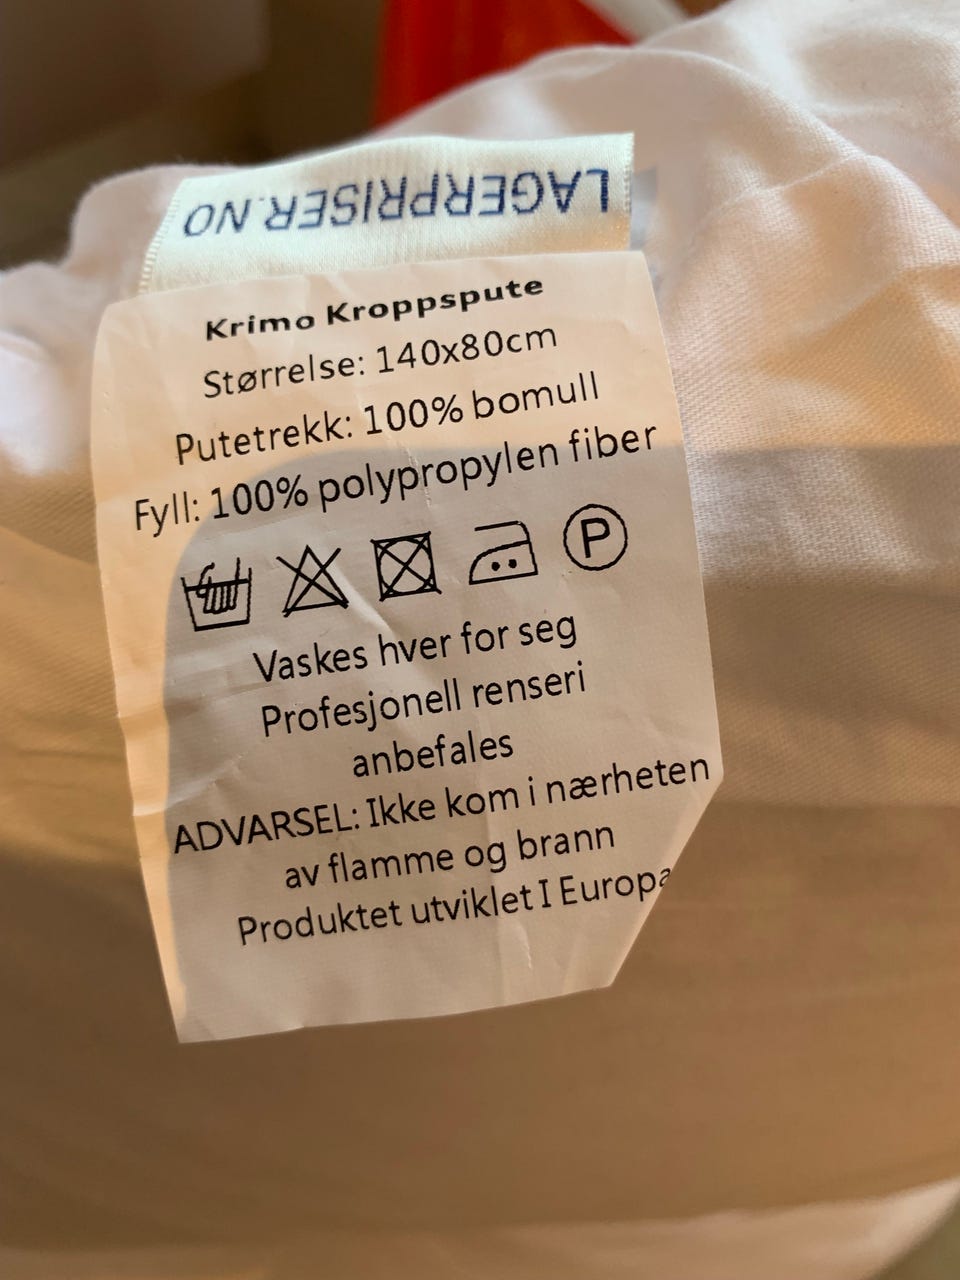 LAGERPRISER.NO
Krimo Kroppspute
Størrelse: 140x80cm
Putetrekk: 100% bomull
Fyll: 100% polypropylen fiber
P
Vaskes hver for seg
Profesjonell renseri
anbefales
ADVARSEL: Ikke kom i nærheten
av flamme og brann
Produktet utviklet I Europa